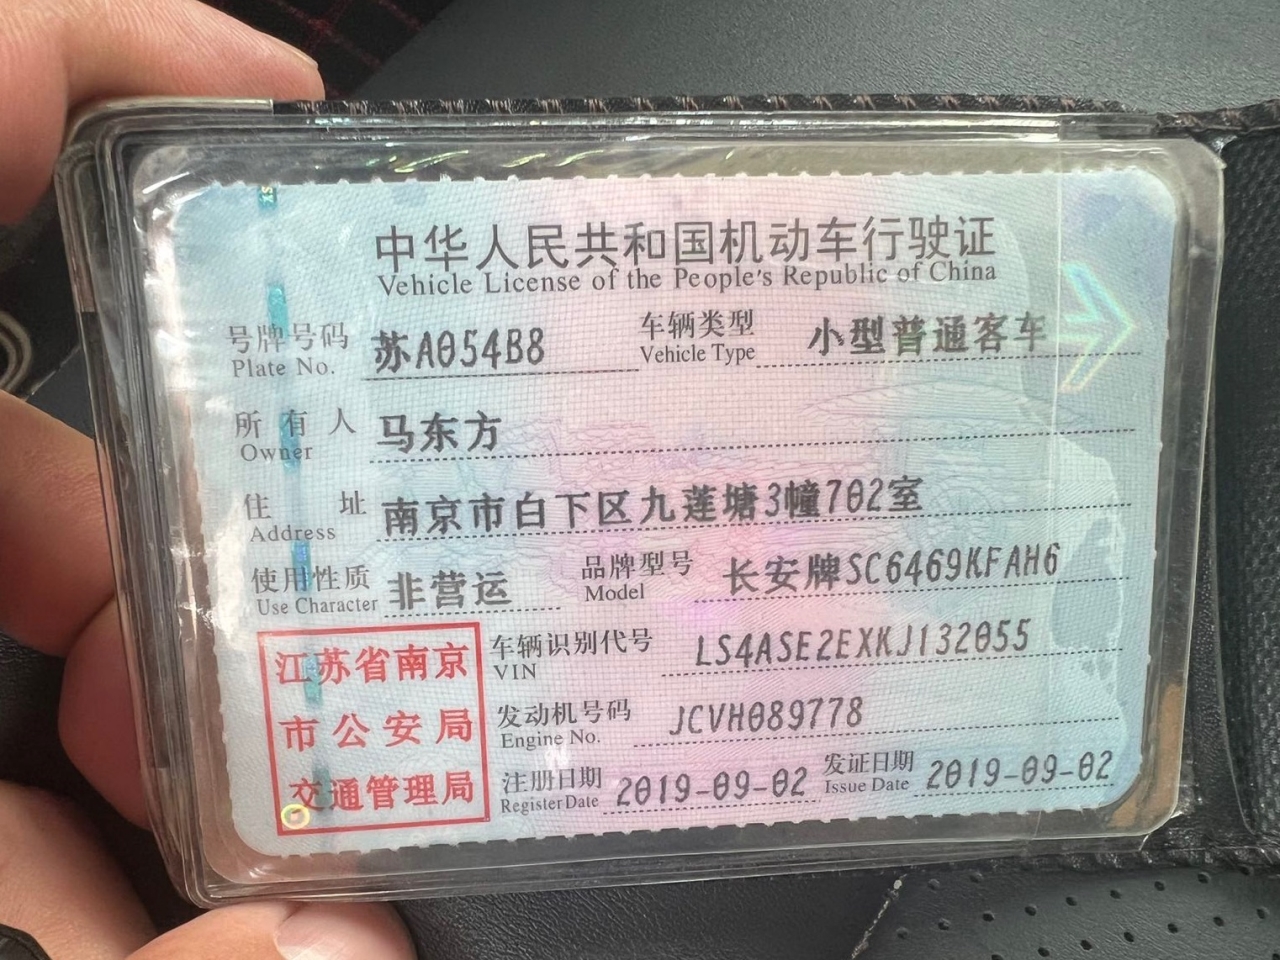 中华人民共和国机动车行驶证
Vehicle License of the People's Republic of China
号牌号码 苏A054B8 车辆类型 小型普通客车
Plate No. Vehicle Type
所有人 马东方
Owner
住址 南京市白下区九莲塘3幢702室
Address
使用性质 非营运 品牌型号 长安牌SC6469KFAH6
Use Character Model
江苏省南京
市公安局
交通管理局
车辆识别代号 LS4ASE2EXKJ132055
VIN
发动机号码 JCVH089778
Engine No.
注册日期 2019-09-02 发证日期 2019-09-02
Register Date Issue Date